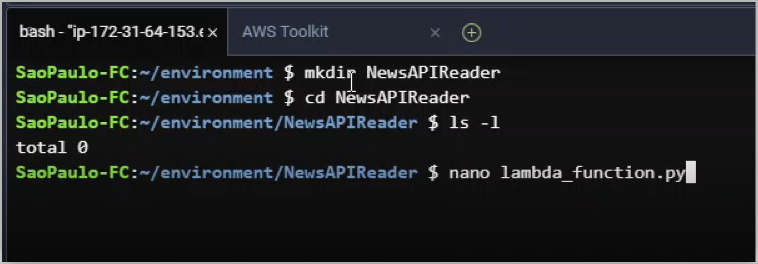 bash - "ip-172-31-64-153.e × AWS Toolkit ×
SaoPaulo-FC:~/environment $ mkdir NewsAPIReader
SaoPaulo-FC:~/environment $ cd NewsAPIReader
SaoPaulo-FC:~/environment/NewsAPIReader $ ls -l
total 0
SaoPaulo-FC:~/environment/NewsAPIReader $ nano lambda_function.py